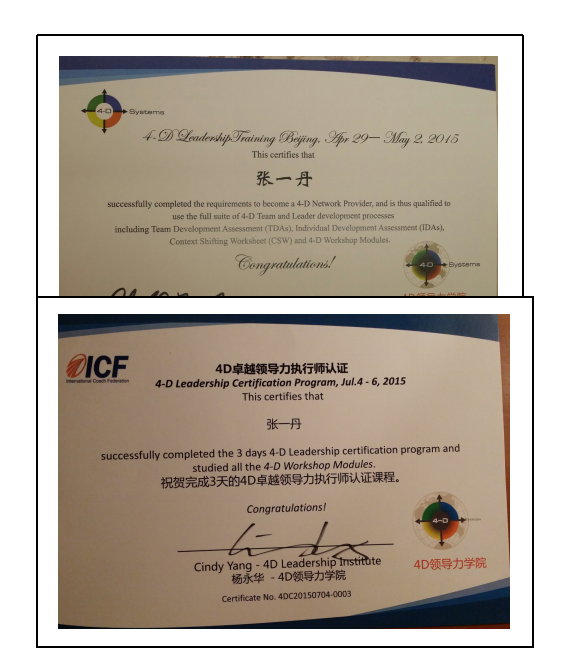 4-D
Systems
4-D Leadership Training Beijing, Apr 29— May 2, 2015
This certifies that
张一丹
successfully completed the requirements to become a 4-D Network Provider, and is thus qualified to
use the full suite of 4-D Team and Leader development processes
including Team Development Assessment (TDAs), Individual Development Assessment (IDAs),
Context Shifting Worksheet (CSW) and 4-D Workshop Modules.
Congratulations!
4-D
Systems
ICF
International Coach Federation
4D卓越领导力执行师认证
4-D Leadership Certification Program, Jul.4 - 6, 2015
This certifies that
张一丹
successfully completed the 3 days 4-D Leadership certification program and
studied all the 4-D Workshop Modules.
祝贺完成3天的4D卓越领导力执行师认证课程。
Congratulations!
4-D
Cindy Yang - 4D Leadership Institute
杨永华 - 4D领导力学院
4D领导力学院
Certificate No. 4DC20150704-0003